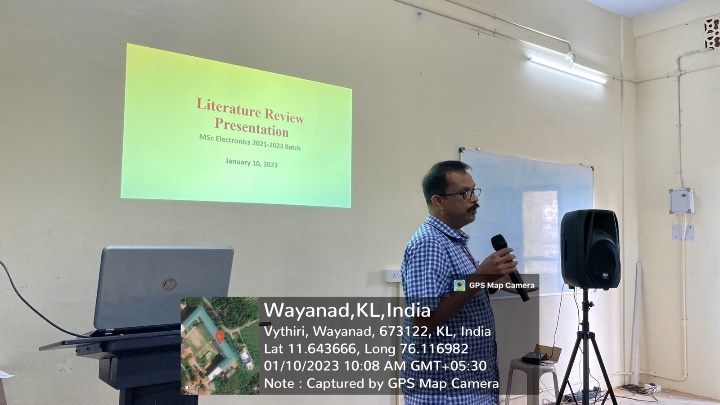 Literature Review
Presentation
MSc Electronics 2021-2023 Batch
January 10, 2023
hp
GPS Map Camera
Wayanad,KL,India
Vythiri, Wayanad, 673122, KL, India
Lat 11.643666, Long 76.116982
01/10/2023 10:08 AM GMT+05:30
Note : Captured by GPS Map Camera